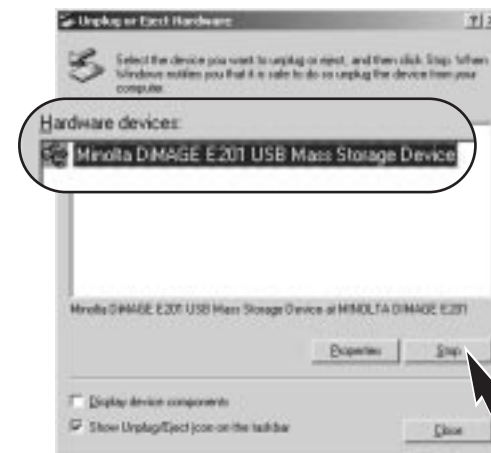 Unplug or Eject Hardware
Select the device you want to unplug or eject, and then click Stop. When
Windows notifies you that it is safe to do so unplug the device from your
computer.
Hardware devices:
Minolta DiMAGE E201 USB Mass Storage Device
Minolta DiMAGE E201 USB Mass Storage Device at MINOLTA DIMAGE E201
Properties
Stop
Display device components
Show Unplug/Eject icon on the taskbar
Close